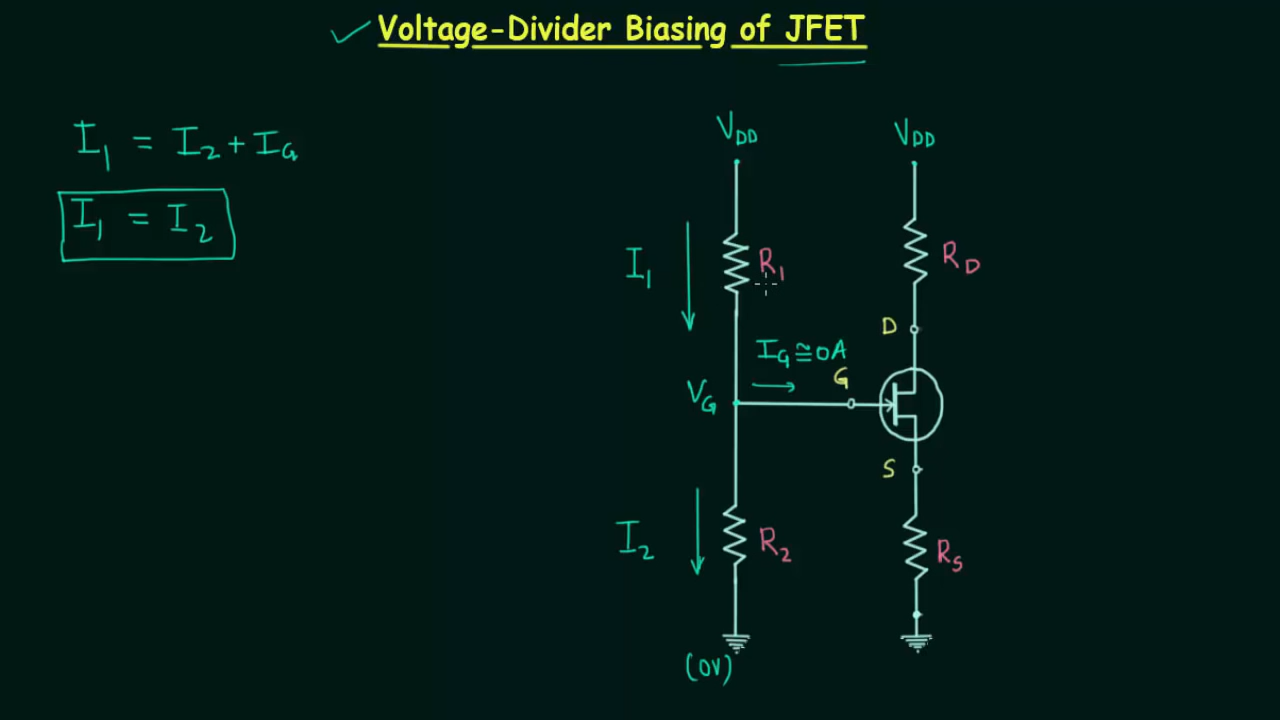 Voltage-Divider Biasing of JFET
I1 = I2 + IG
I1 = I2
VDD
VDD
I1
R1
RD
D
IG ≅ 0A
G
VG
S
I2
R2
RS
(0V)